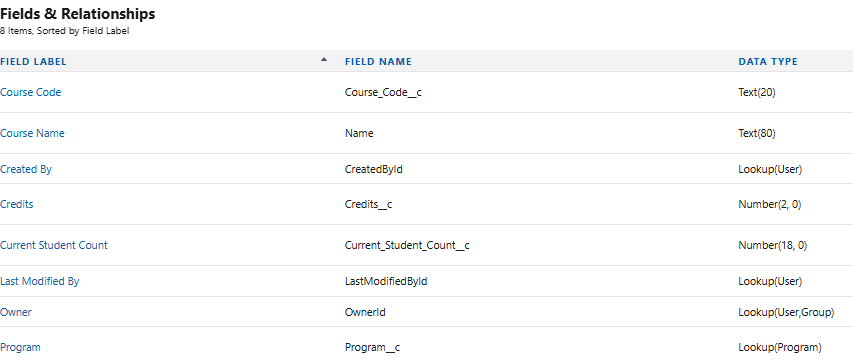 Fields & Relationships
8 Items, Sorted by Field Label
FIELD LABEL FIELD NAME DATA TYPE
Course Code Course_Code__c Text(20)
Course Name Name Text(80)
Created By CreatedById Lookup(User)
Credits Credits__c Number(2, 0)
Current Student Count Current_Student_Count__c Number(18, 0)
Last Modified By LastModifiedById Lookup(User)
Owner OwnerId Lookup(User,Group)
Program Program__c Lookup(Program)